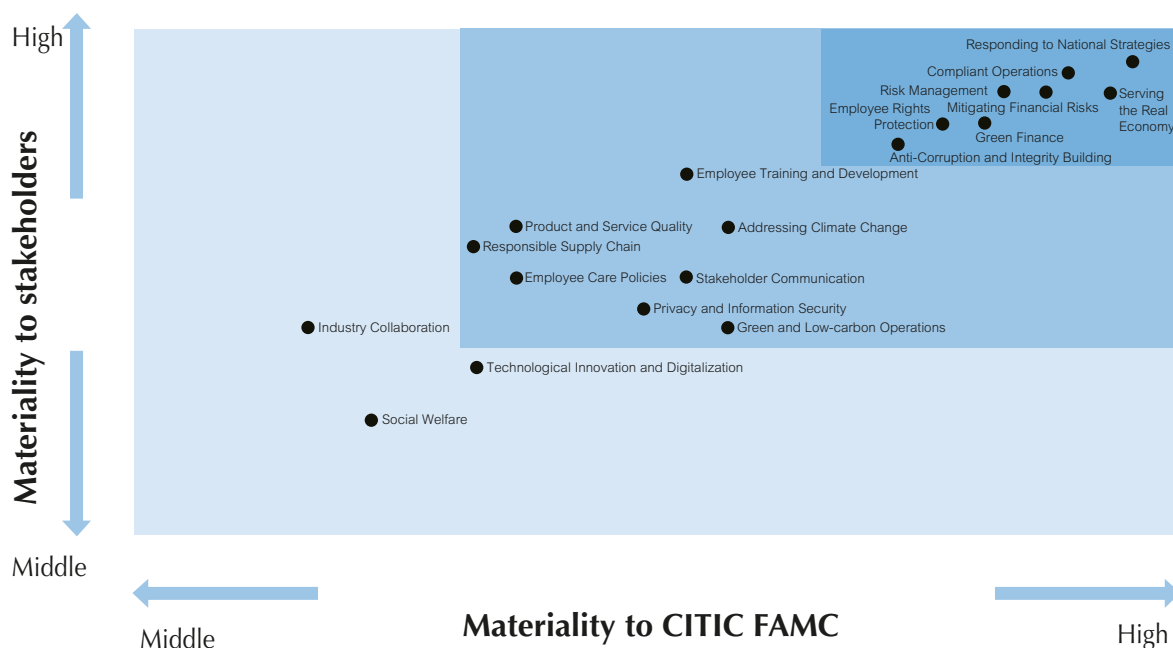 High
Responding to National Strategies
Compliant Operations
Risk Management
Mitigating Financial Risks
Serving
the Real
Economy
Employee Rights
Protection
Green Finance
Anti-Corruption and Integrity Building
Employee Training and Development
Product and Service Quality
Addressing Climate Change
Responsible Supply Chain
Employee Care Policies
Stakeholder Communication
Privacy and Information Security
Industry Collaboration
Green and Low-carbon Operations
Technological Innovation and Digitalization
Social Welfare
Materiality to stakeholders
Middle
Middle
Materiality to CITIC FAMC
High